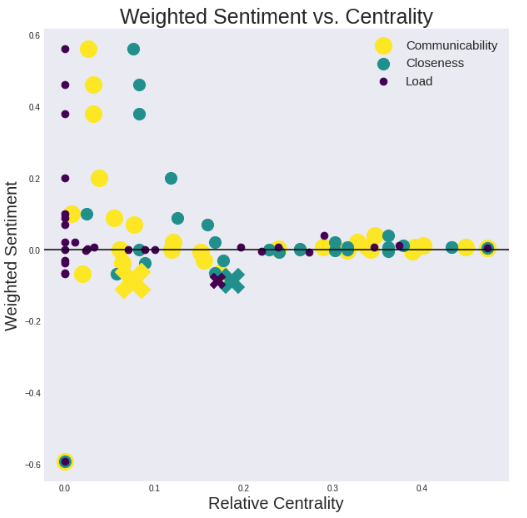 Weighted Sentiment vs. Centrality
Communicability
Closeness
Load
Weighted Sentiment
0.6
0.4
0.2
0.0
−0.2
−0.4
−0.6
0.0 0.1 0.2 0.3 0.4
Relative Centrality